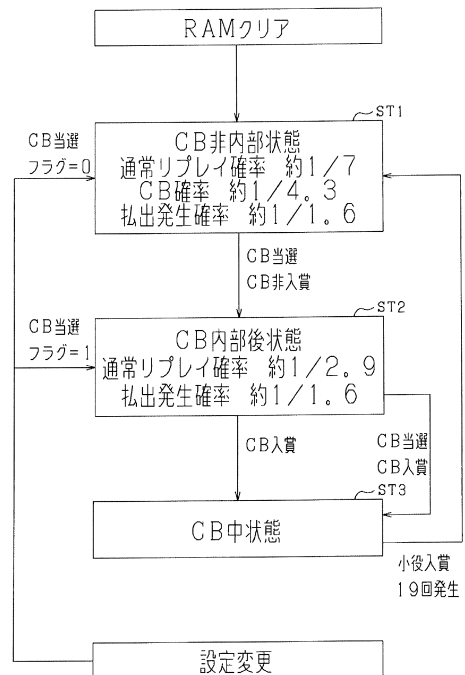 RAMクリア
ST1
CB当選
フラグ=0
CB非内部状態
通常リプレイ確率 約1/7
CB確率 約1/4.3
払出発生確率 約1/1.6
CB当選
CB非入賞
ST2
CB当選
フラグ=1
CB内部後状態
通常リプレイ確率 約1/2.9
払出発生確率 約1/1.6
CB入賞
CB当選
CB入賞
ST3
CB中状態
小役入賞
19回発生
設定変更